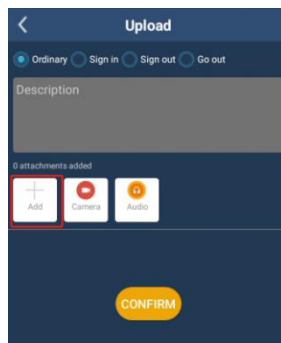 Upload
Ordinary Sign in Sign out Go out
Description
0 attachments added
Add Camera Audio
CONFIRM